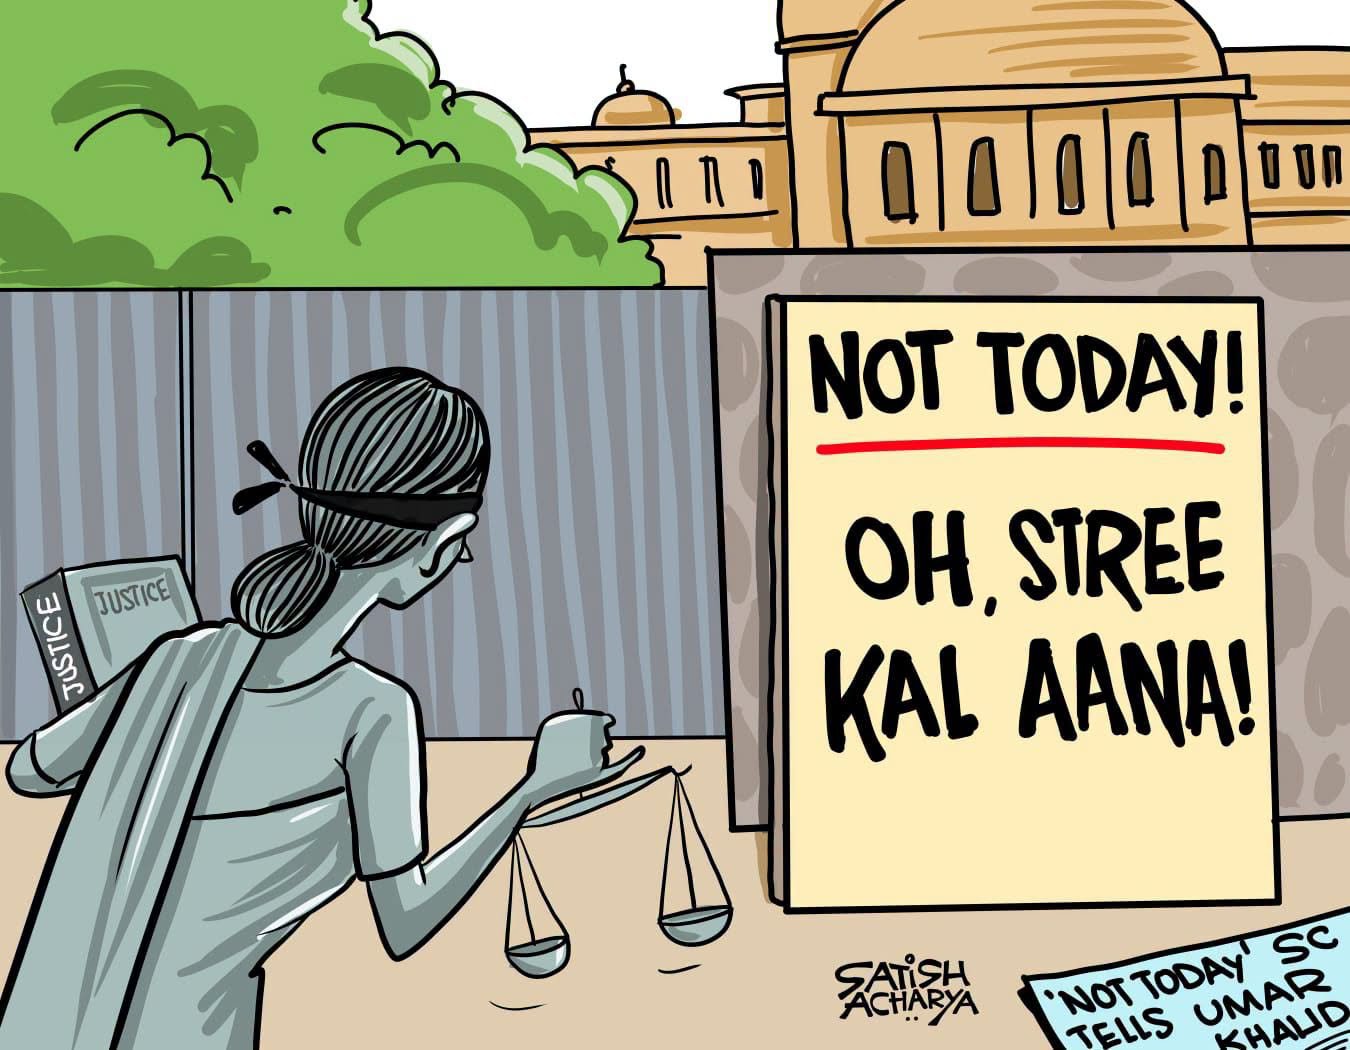 NOT TODAY!
OH, STREE
KAL AANA!
JUSTICE
JUSTICE
SATISH
ACHARYA
'NOT TODAY' SC
TELLS UMAR
KHALID